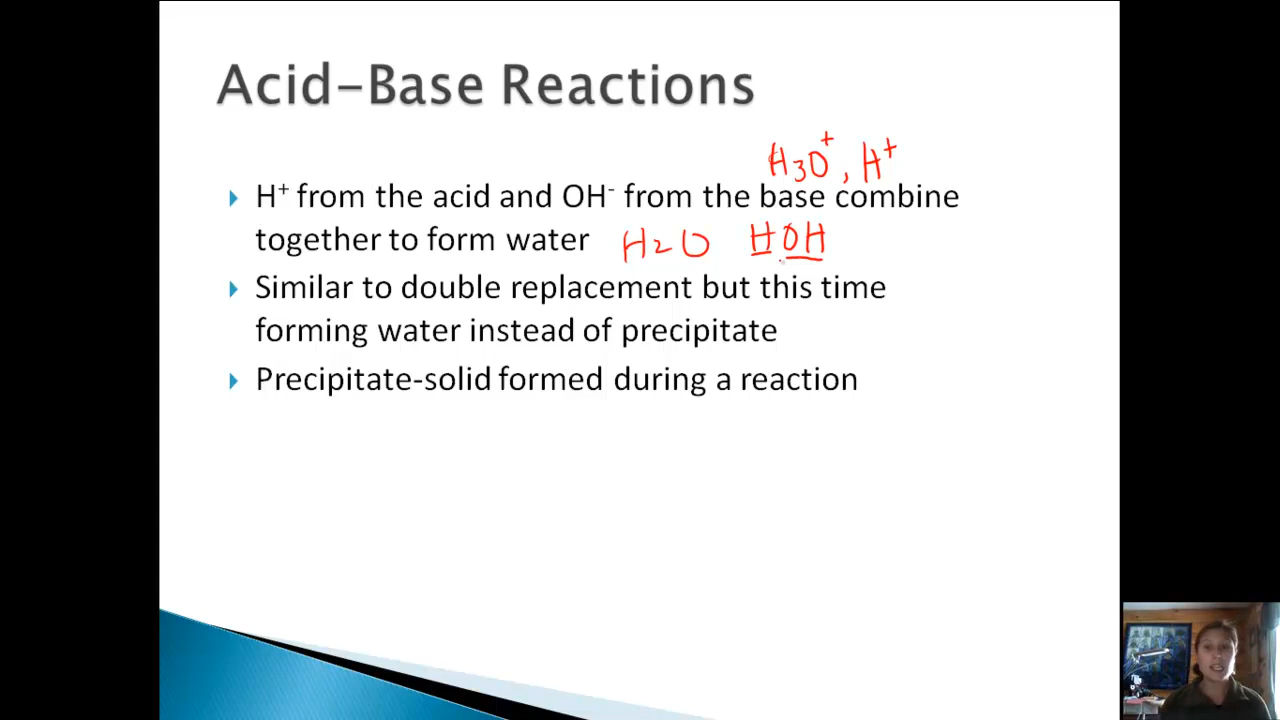 Acid-Base Reactions
H₃O⁺, H⁺
H⁺ from the acid and OH⁻ from the base combine
together to form water H₂O HOH
Similar to double replacement but this time
forming water instead of precipitate
Precipitate-solid formed during a reaction